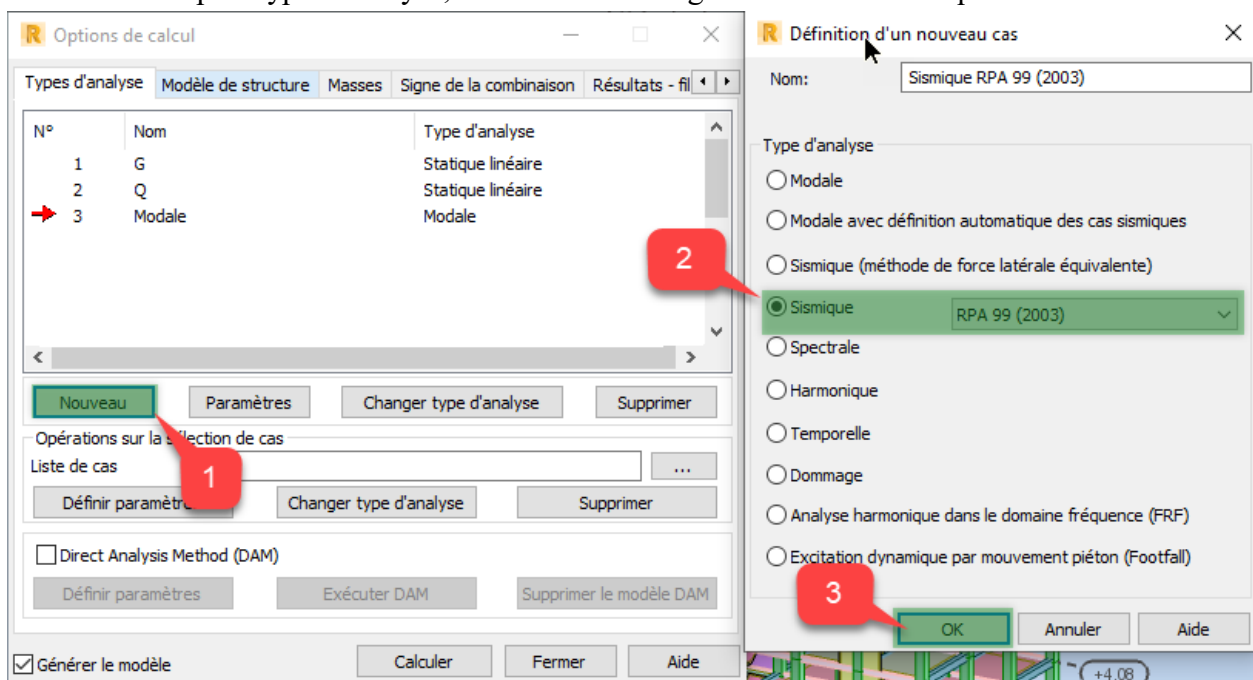 Options de calcul
Types d'analyse Modèle de structure Masses Signe de la combinaison Résultats - fil
N° Nom Type d'analyse
1 G Statique linéaire
2 Q Statique linéaire
3 Modale Modale
Nouveau Paramètres Changer type d'analyse Supprimer
1
Opérations sur la sélection de cas
Liste de cas ...
Définir Changer type d'analyse Supprimer
Direct Analysis Method (DAM)
Définir paramètres Exécuter DAM Supprimer le modèle DAM
Générer le modèle Calculer Fermer Aide
Définition d'un nouveau cas
Nom: Sismique RPA 99 (2003)
Type d'analyse
Modale
Modale avec définition automatique des cas sismiques
Sismique (méthode de force latérale équivalente)
2
Sismique RPA 99 (2003)
Spectrale
Harmonique
Temporelle
Dommage
Analyse harmonique dans le domaine fréquence (FRF)
Excitation dynamique par mouvement piéton (Footfall)
3
OK Annuler Aide
+4.08